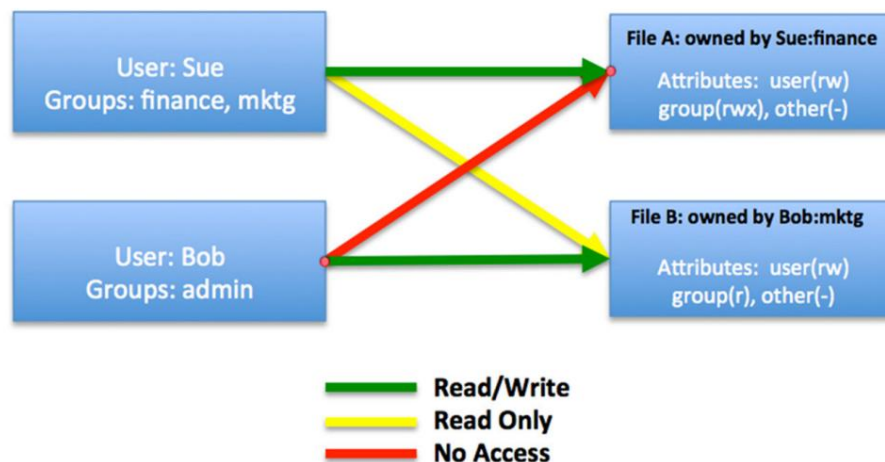 User: Sue
Groups: finance, mktg
File A: owned by Sue:finance
Attributes: user(rw)
group(rwx), other(-)
User: Bob
Groups: admin
File B: owned by Bob:mktg
Attributes: user(rw)
group(r), other(-)
Read/Write
Read Only
No Access